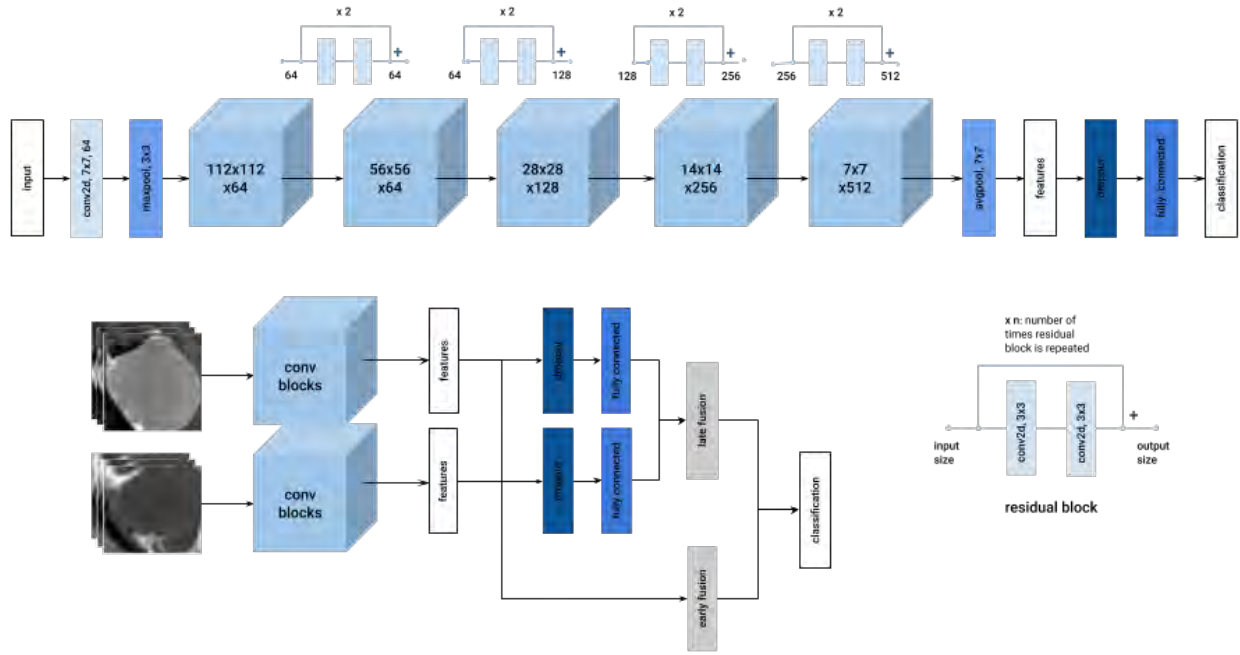 x 2
x 2
x 2
x 2
+
+
+
+
64
64
64
128
128
256
256
512
input
conv2d, 7x7, 64
maxpool, 3x3
112x112
x64
56x56
x64
28x28
x128
14x14
x256
7x7
x512
avgpool, 7x7
features
dropout
fully connected
classification
conv
blocks
features
dropout
fully connected
late fusion
conv
blocks
features
dropout
fully connected
early fusion
classification
x n: number of
times residual
block is repeated
conv2d, 3x3
conv2d, 3x3
+
input
size
output
size
residual block